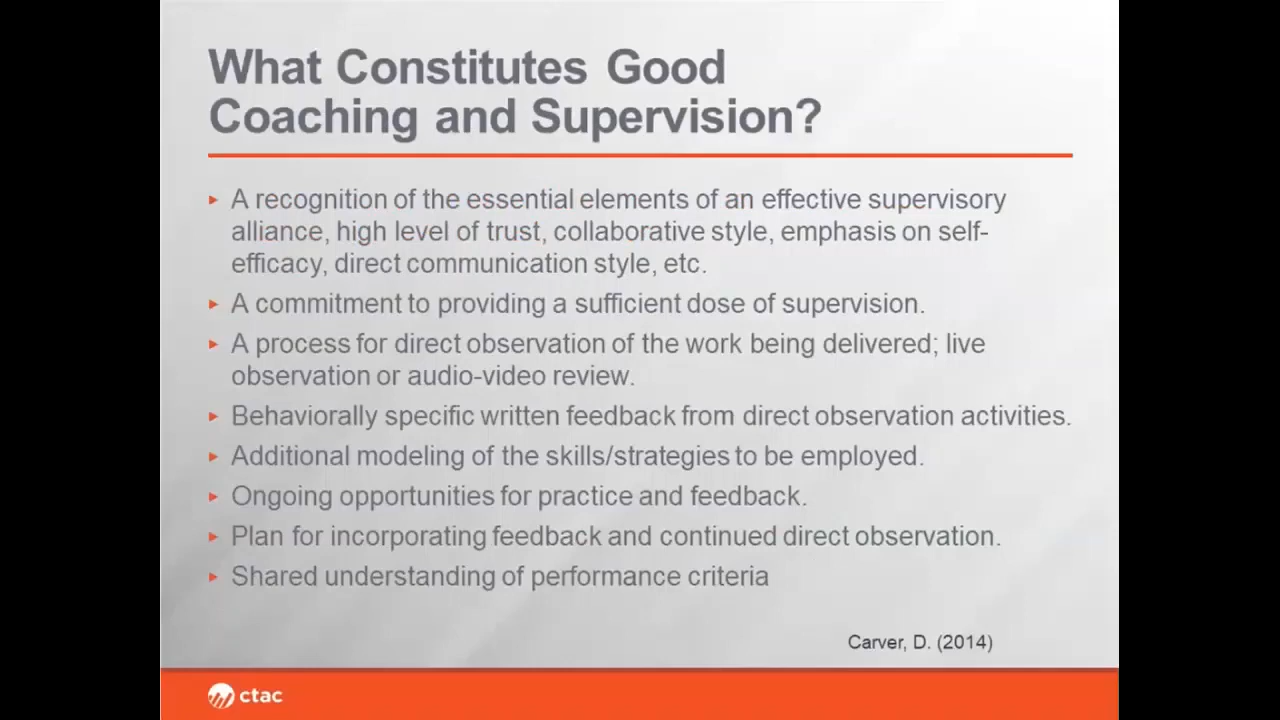 What Constitutes Good
Coaching and Supervision?
A recognition of the essential elements of an effective supervisory
alliance, high level of trust, collaborative style, emphasis on self-
efficacy, direct communication style, etc.
A commitment to providing a sufficient dose of supervision.
A process for direct observation of the work being delivered; live
observation or audio-video review.
Behaviorally specific written feedback from direct observation activities.
Additional modeling of the skills/strategies to be employed.
Ongoing opportunities for practice and feedback.
Plan for incorporating feedback and continued direct observation.
Shared understanding of performance criteria
Carver, D. (2014)
ctac